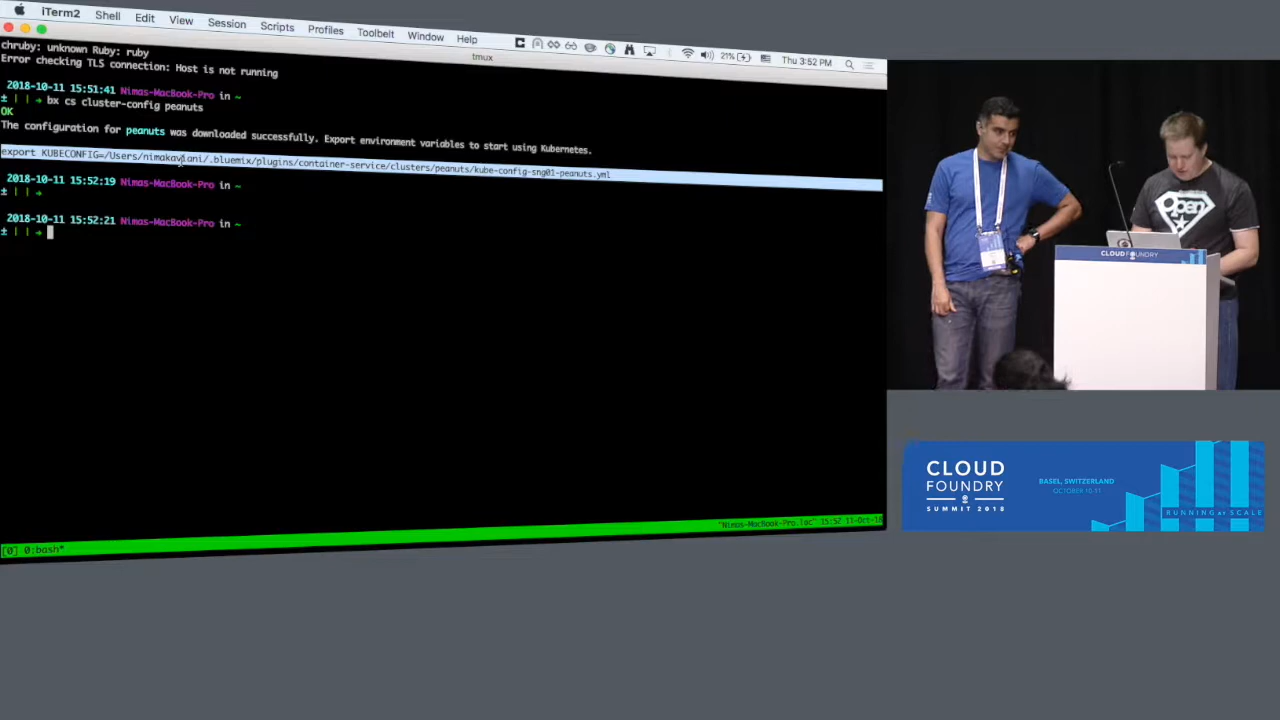 iTerm2 Shell Edit View Session Scripts Profiles Toolbelt Window Help 21% Thu 3:52 PM
tmux
chruby: unknown Ruby: ruby
Error checking TLS connection: Host is not running
2018-10-11 15:51:41 Nimas-MacBook-Pro in ~
± | | → bx cs cluster-config peanuts
OK
The configuration for peanuts was downloaded successfully. Export environment variables to start using Kubernetes.
export KUBECONFIG=/Users/nimakaviani/.bluemix/plugins/container-service/clusters/peanuts/kube-config-sng01-peanuts.yml
2018-10-11 15:52:19 Nimas-MacBook-Pro in ~
± | | →
2018-10-11 15:52:21 Nimas-MacBook-Pro in ~
± | | →
[0] 0:bash*
Open
CLOUD FOUNDRY
CLOUD
FOUNDRY
SUMMIT 2018
BASEL, SWITZERLAND
OCTOBER 10-11
RUNNING AT SCALE